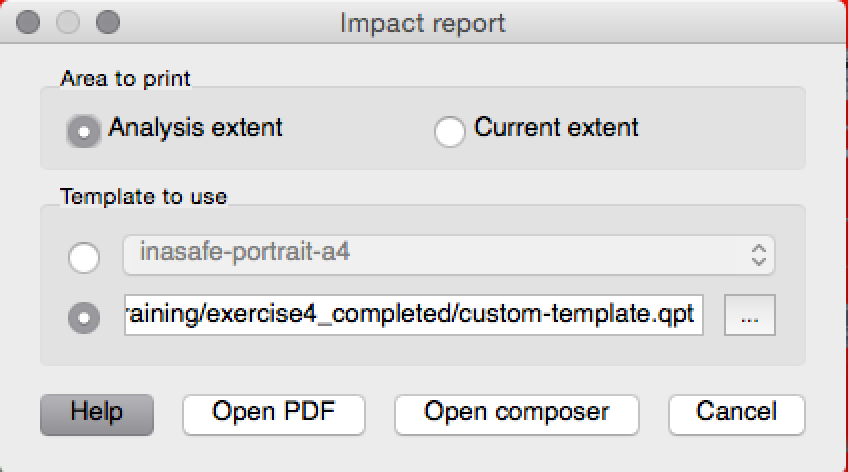 Impact report
Area to print
Analysis extent Current extent
Template to use
inasafe-portrait-a4
raining/exercise4_completed/custom-template.qpt ...
Help Open PDF Open composer Cancel